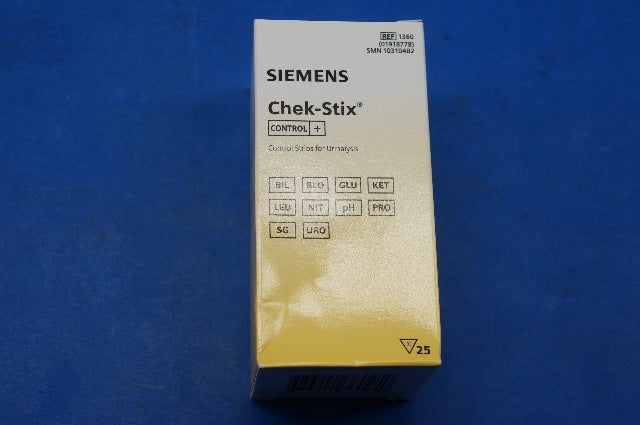 REF 1360
(01918778)
SMN 10310482
SIEMENS
Chek-Stix®
CONTROL +
Control Strips for Urinalysis
BIL BLO GLU KET
LEU NIT pH PRO
SG URO
25